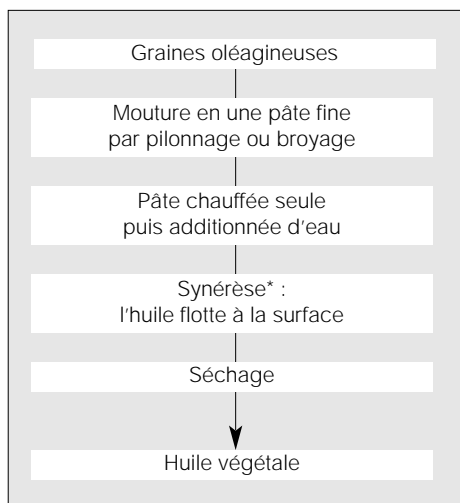 Graines oléagineuses
Mouture en une pâte fine
par pilonnage ou broyage
Pâte chauffée seule
puis additionnée d'eau
Synérèse* :
l'huile flotte à la surface
Séchage
Huile végétale